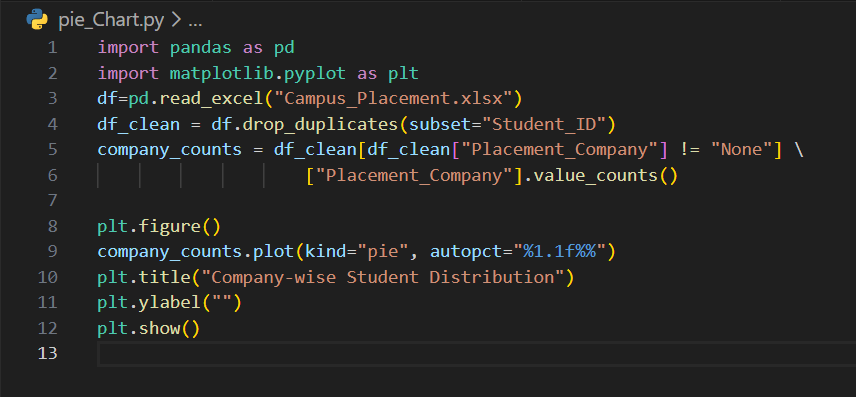 pie_Chart.py > ...
1 import pandas as pd
2 import matplotlib.pyplot as plt
3 df=pd.read_excel("Campus_Placement.xlsx")
4 df_clean = df.drop_duplicates(subset="Student_ID")
5 company_counts = df_clean[df_clean["Placement_Company"] != "None"] \
6                     ["Placement_Company"].value_counts()
7
8 plt.figure()
9 company_counts.plot(kind="pie", autopct="%1.1f%%")
10 plt.title("Company-wise Student Distribution")
11 plt.ylabel("")
12 plt.show()
13